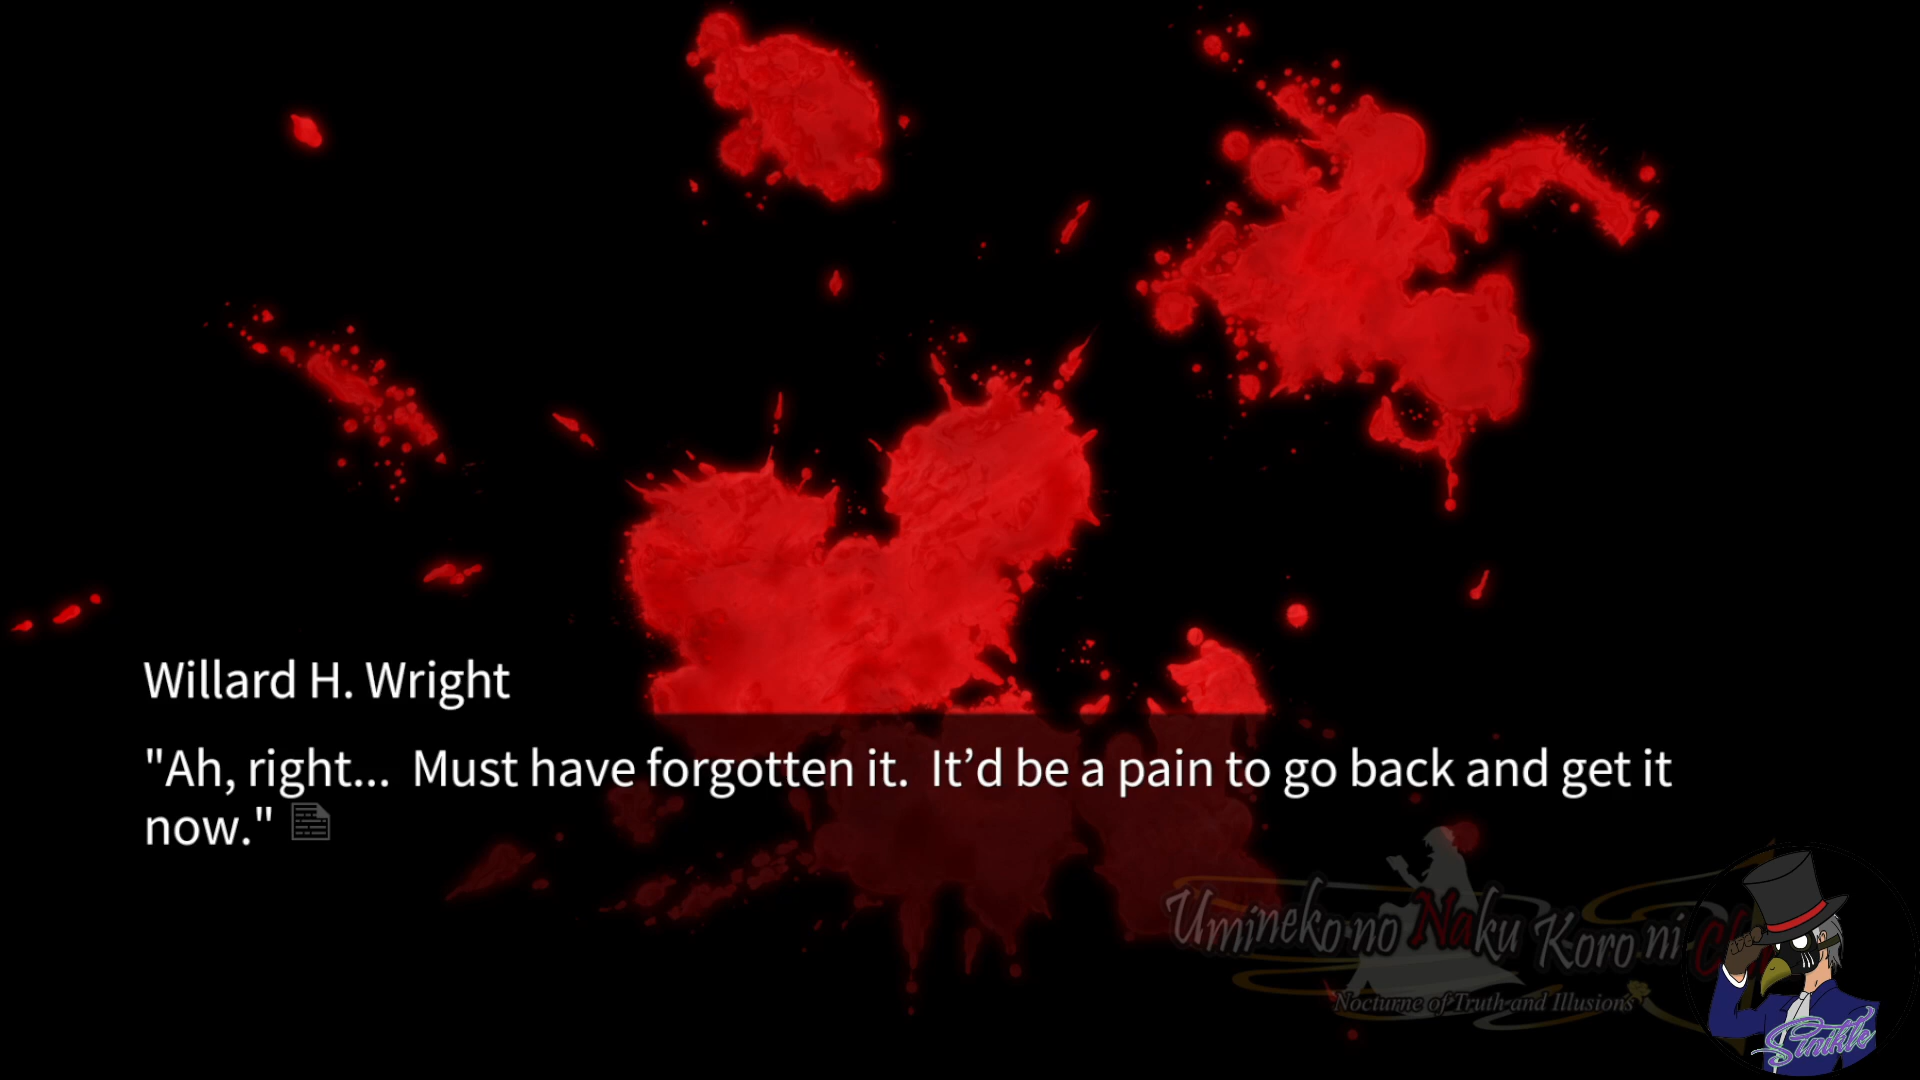 Willard H. Wright
"Ah, right...  Must have forgotten it.  It’d be a pain to go back and get it
now."
Umineko no Naku Koro ni
Nocturne of Truth and Illusions
Sinikle